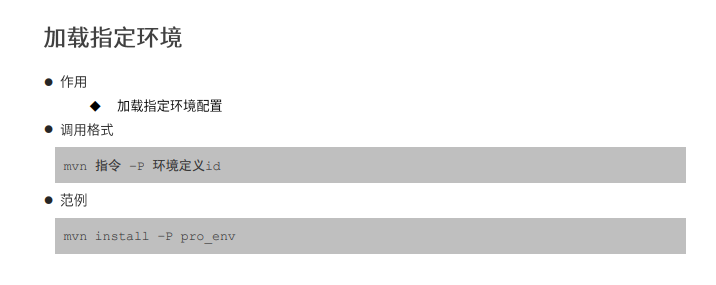 加载指定环境
● 作用
◆ 加载指定环境配置
● 调用格式
mvn 指令 -P 环境定义id
● 范例
mvn install -P pro_env